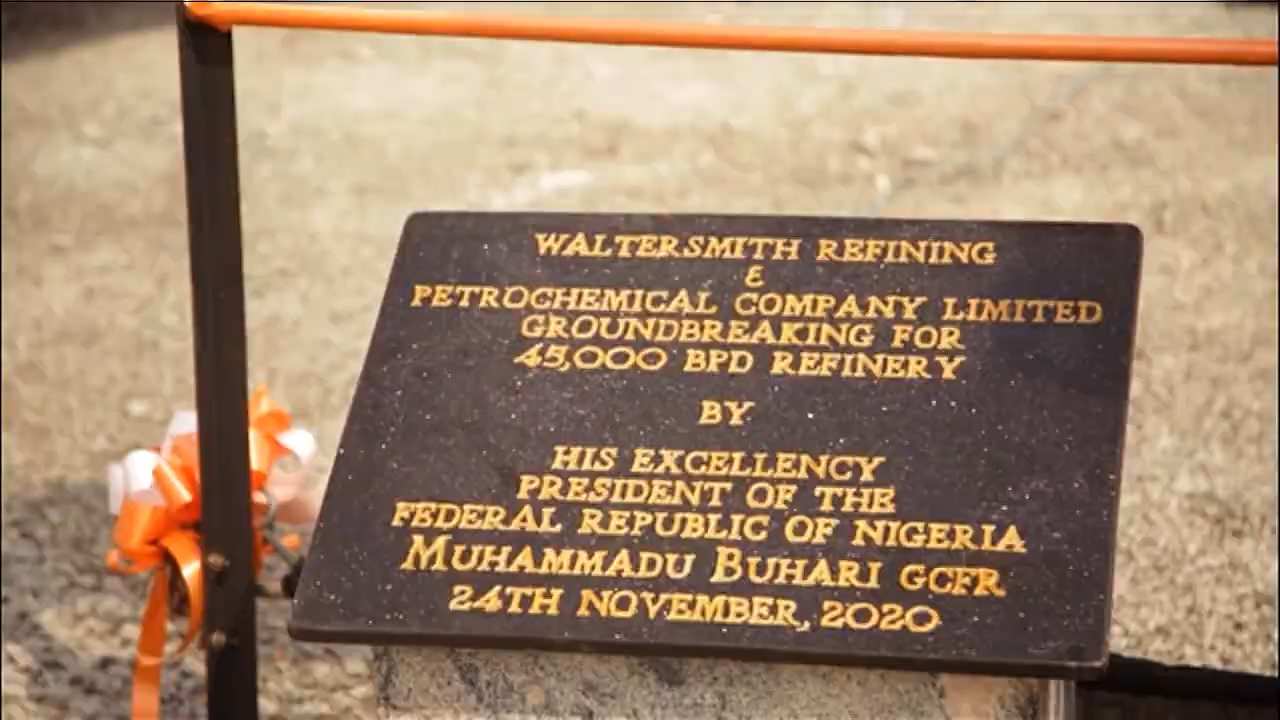 WALTERSMITH REFINING
&
PETROCHEMICAL COMPANY LIMITED
GROUNDBREAKING FOR
45,000 BPD REFINERY
BY
HIS EXCELLENCY
PRESIDENT OF THE
FEDERAL REPUBLIC OF NIGERIA
MUHAMMADU BUHARI GCFR
24TH NOVEMBER, 2020